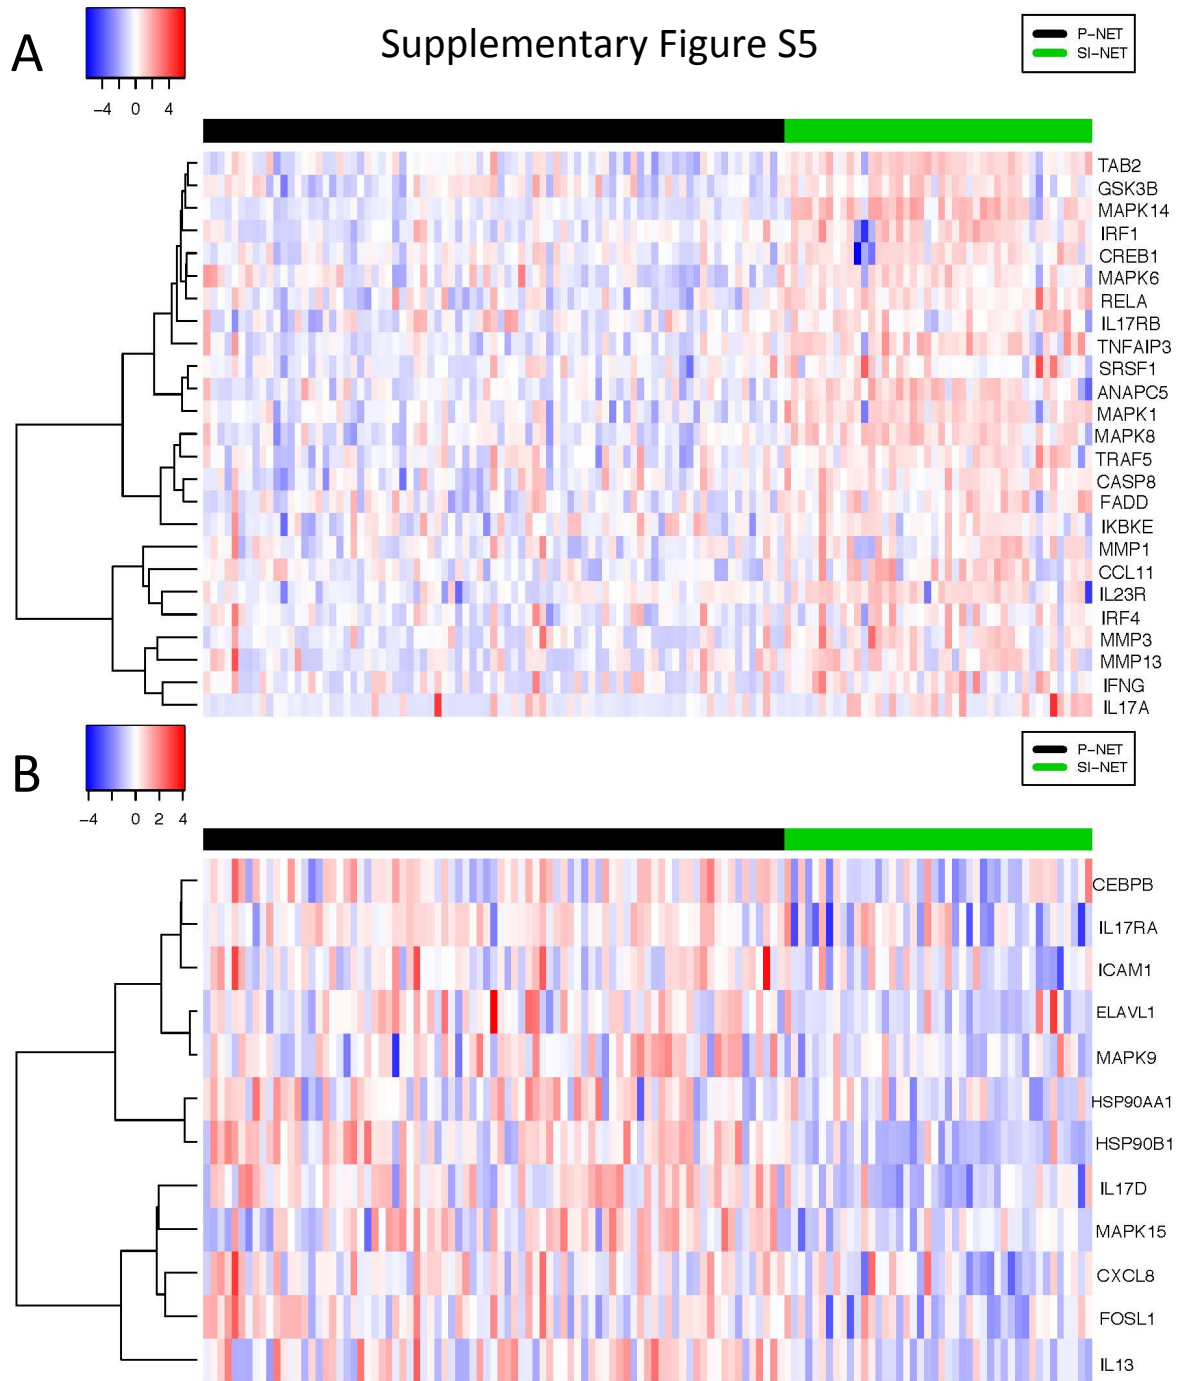 A
Supplementary Figure S5
P-NET
SI-NET
-4 0 4
TAB2
GSK3B
MAPK14
IRF1
CREB1
MAPK6
RELA
IL17RB
TNFAIP3
SRSF1
ANAPC5
MAPK1
MAPK8
TRAF5
CASP8
FADD
IKBKE
MMP1
CCL11
IL23R
IRF4
MMP3
MMP13
IFNG
IL17A
B
P-NET
SI-NET
-4 0 2 4
CEBPB
IL17RA
ICAM1
ELAVL1
MAPK9
HSP90AA1
HSP90B1
IL17D
MAPK15
CXCL8
FOSL1
IL13